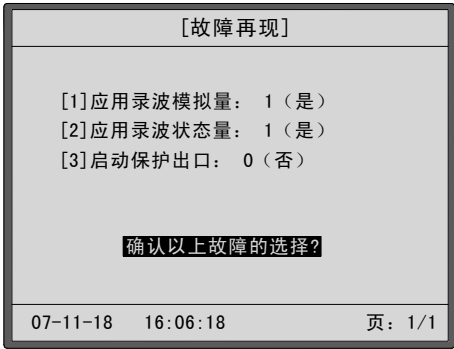 [故障再现]
[1]应用录波模拟量： 1（是）
[2]应用录波状态量： 1（是）
[3]启动保护出口： 0（否）
确认以上故障的选择?
07-11-18 16:06:18 页：1/1